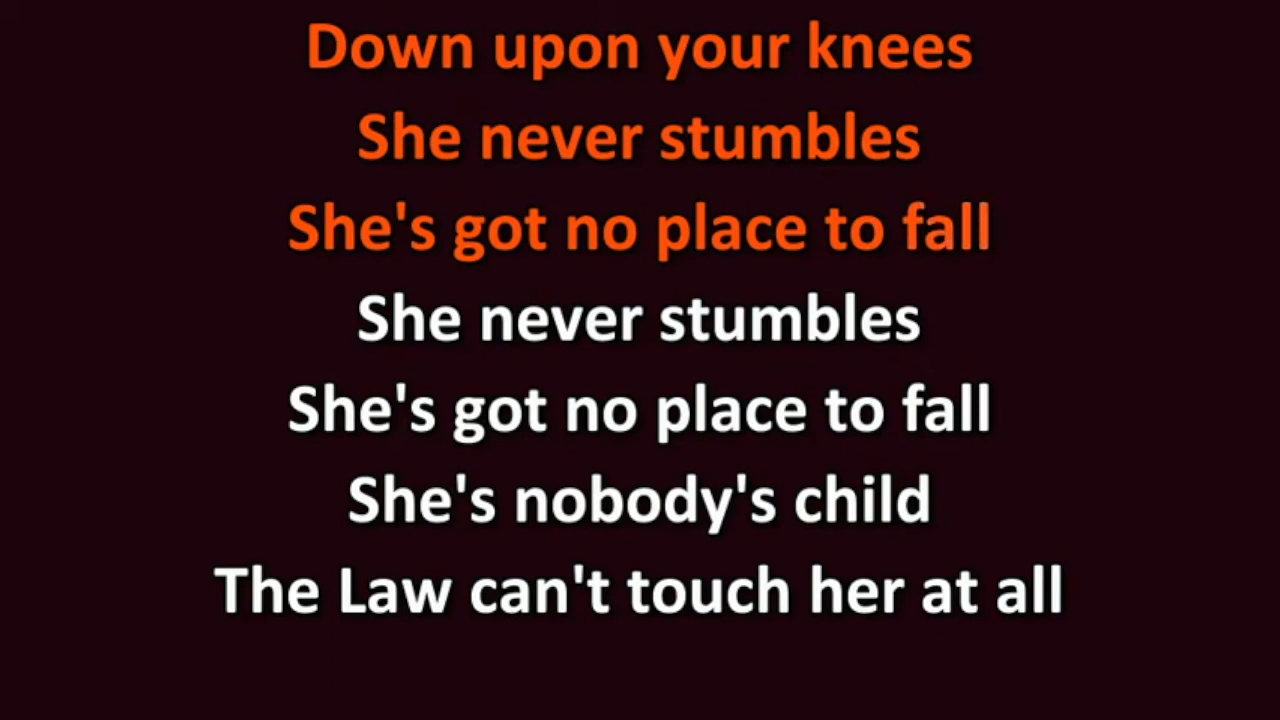 Down upon your knees
She never stumbles
She's got no place to fall
She never stumbles
She's got no place to fall
She's nobody's child
The Law can't touch her at all